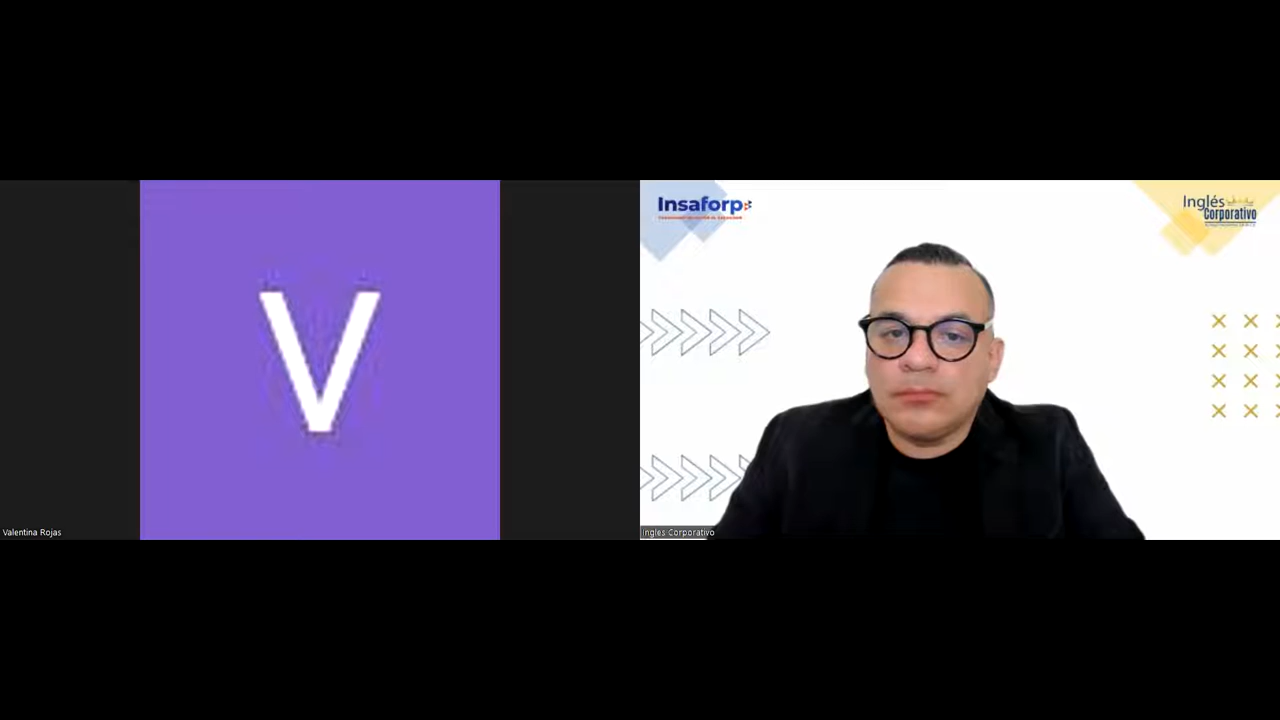 V
Valentina Rojas
Insaforp
Inglés
Corporativo
Ingles Corporativo